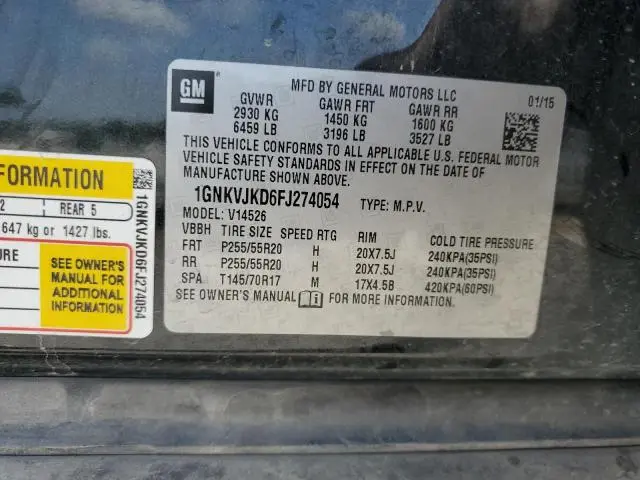 GM
MFD BY GENERAL MOTORS LLC
01/15
GVWR GAWR FRT GAWR RR
2930 KG 1450 KG 1600 KG
6459 LB 3196 LB 3527 LB
THIS VEHICLE CONFORMS TO ALL APPLICABLE U.S. FEDERAL MOTOR
VEHICLE SAFETY STANDARDS IN EFFECT ON THE DATE OF
MANUFACTURE SHOWN ABOVE.
1GNKVJKD6FJ274054 TYPE: M.P.V.
MODEL: V14526
VBBH TIRE SIZE SPEED RTG RIM COLD TIRE PRESSURE
FRT P255/55R20 H 20X7.5J 240KPA(35PSI)
RR P255/55R20 H 20X7.5J 240KPA(35PSI)
SPA T145/70R17 M 17X4.5B 420KPA(60PSI)
SEE OWNER'S MANUAL FOR MORE INFORMATION.
FORMATION
2 REAR 5
647 kg or 1427 lbs.
URE
SEE OWNER'S
MANUAL FOR
ADDITIONAL
INFORMATION
1GNKVJKD6FJ274054